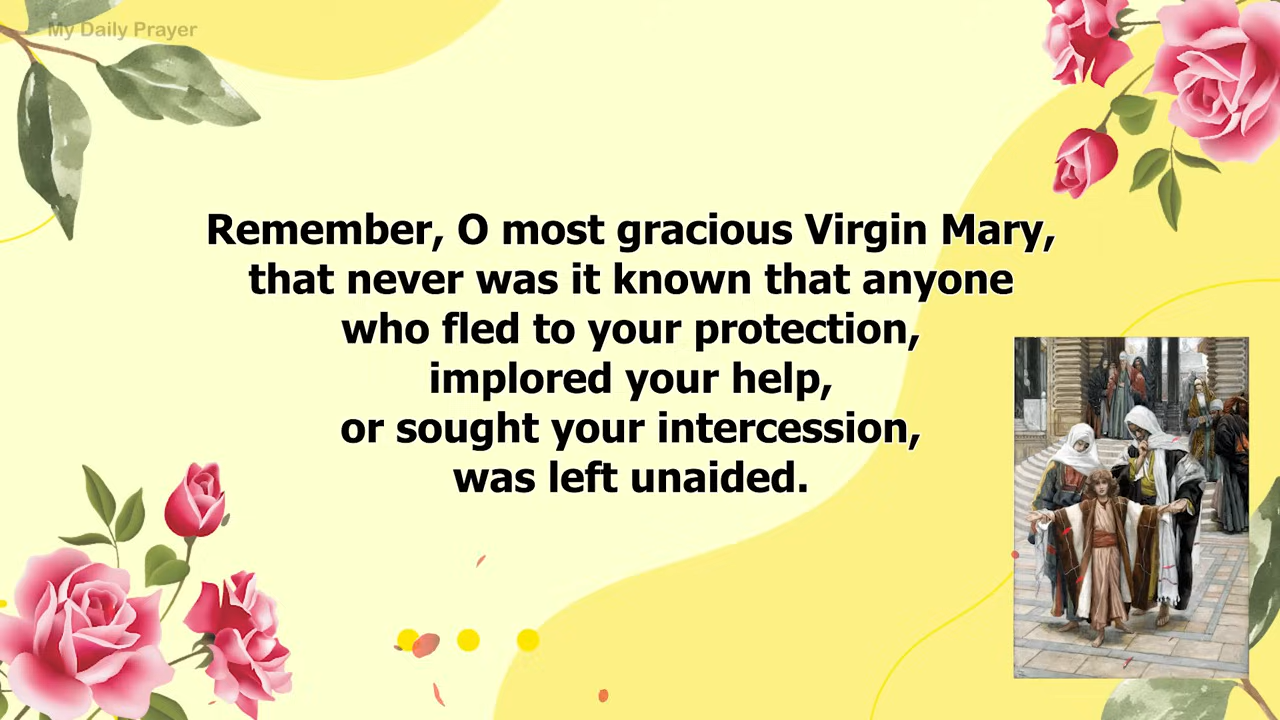 My Daily Prayer
Remember, O most gracious Virgin Mary,
that never was it known that anyone
who fled to your protection,
implored your help,
or sought your intercession,
was left unaided.